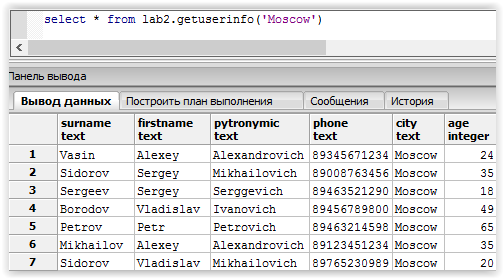 select * from lab2.getuserinfo('Moscow')
Панель вывода
Вывод данных Построить план выполнения Сообщения История
surname text firstname text pytronymic text phone text city text age integer
1 Vasin Alexey Alexandrovich 89345671234 Moscow 24
2 Sidorov Sergey Mikhailovich 89008763456 Moscow 35
3 Sergeev Sergey Serggevich 89463521290 Moscow 18
4 Borodov Vladislav Ivanovich 89456789800 Moscow 49
5 Petrov Petr Petrovich 89463214598 Moscow 65
6 Mikhailov Alexey Alexandrovich 89123451234 Moscow 35
7 Sidorov Vladislav Mikhailovich 89765230989 Moscow 20